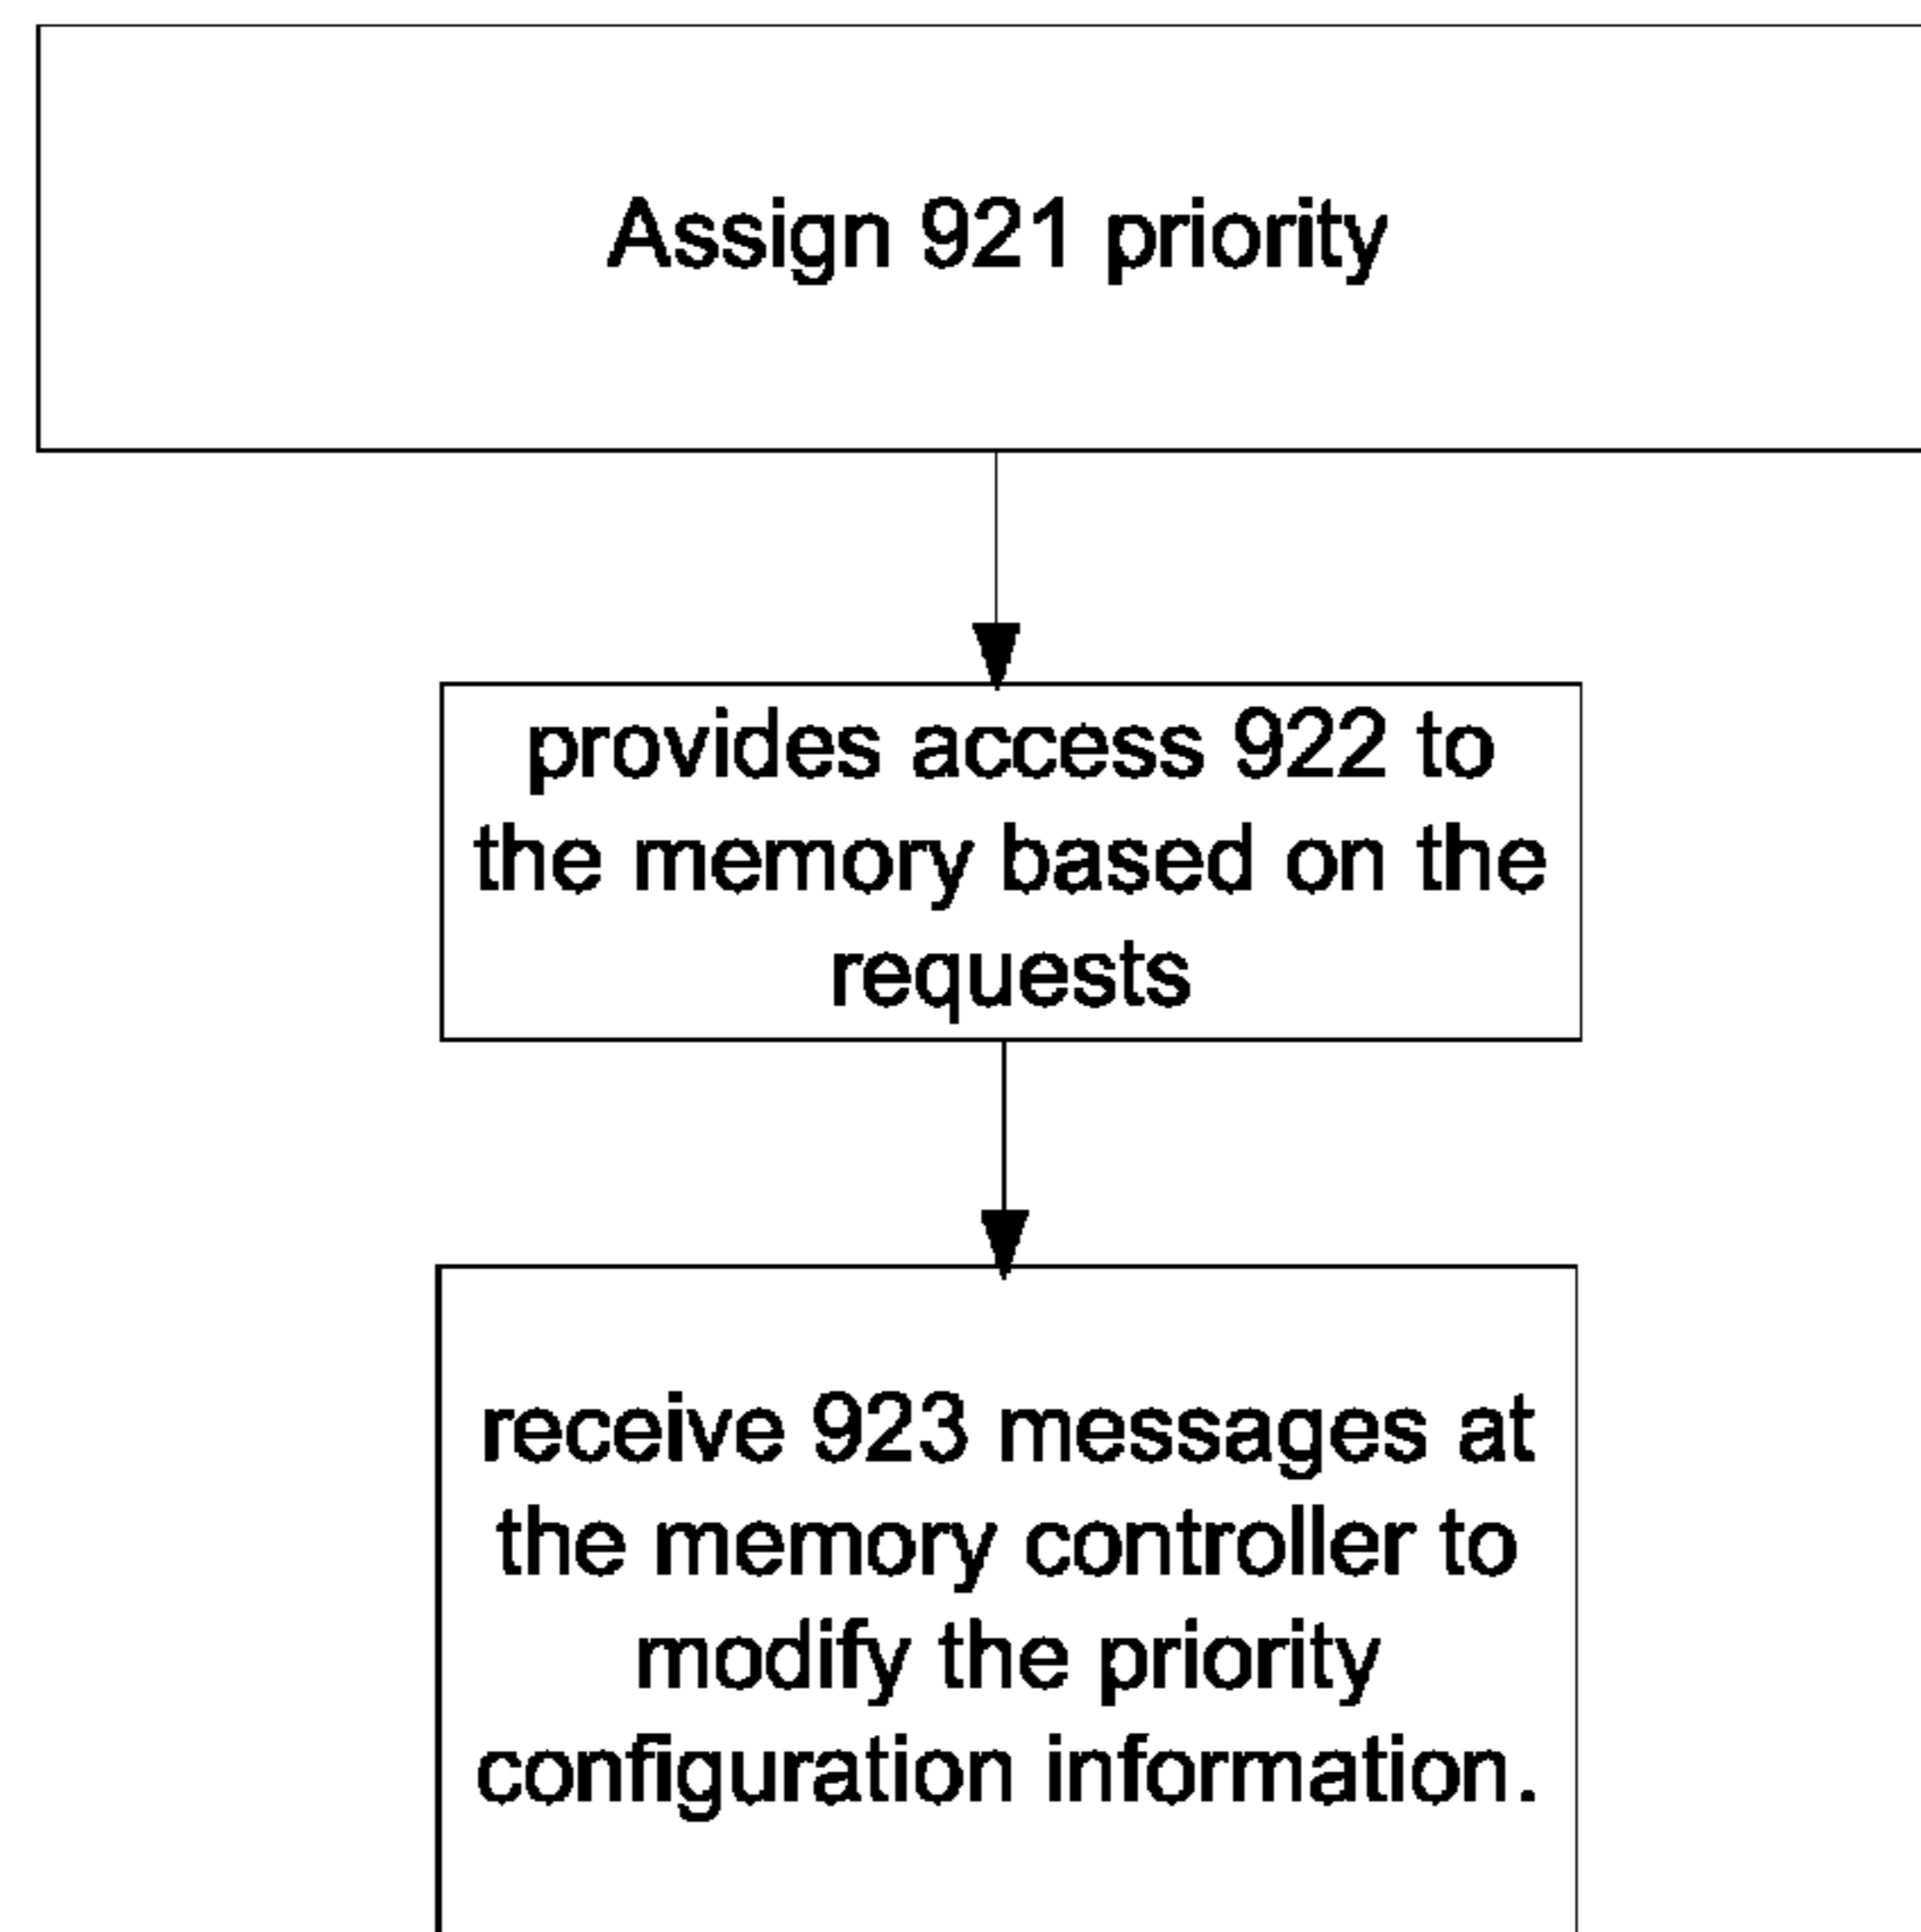 Assign 921 priority
provides access 922 to
the memory based on the
requests
receive 923 messages at
the memory controller to
modify the priority
configuration information.